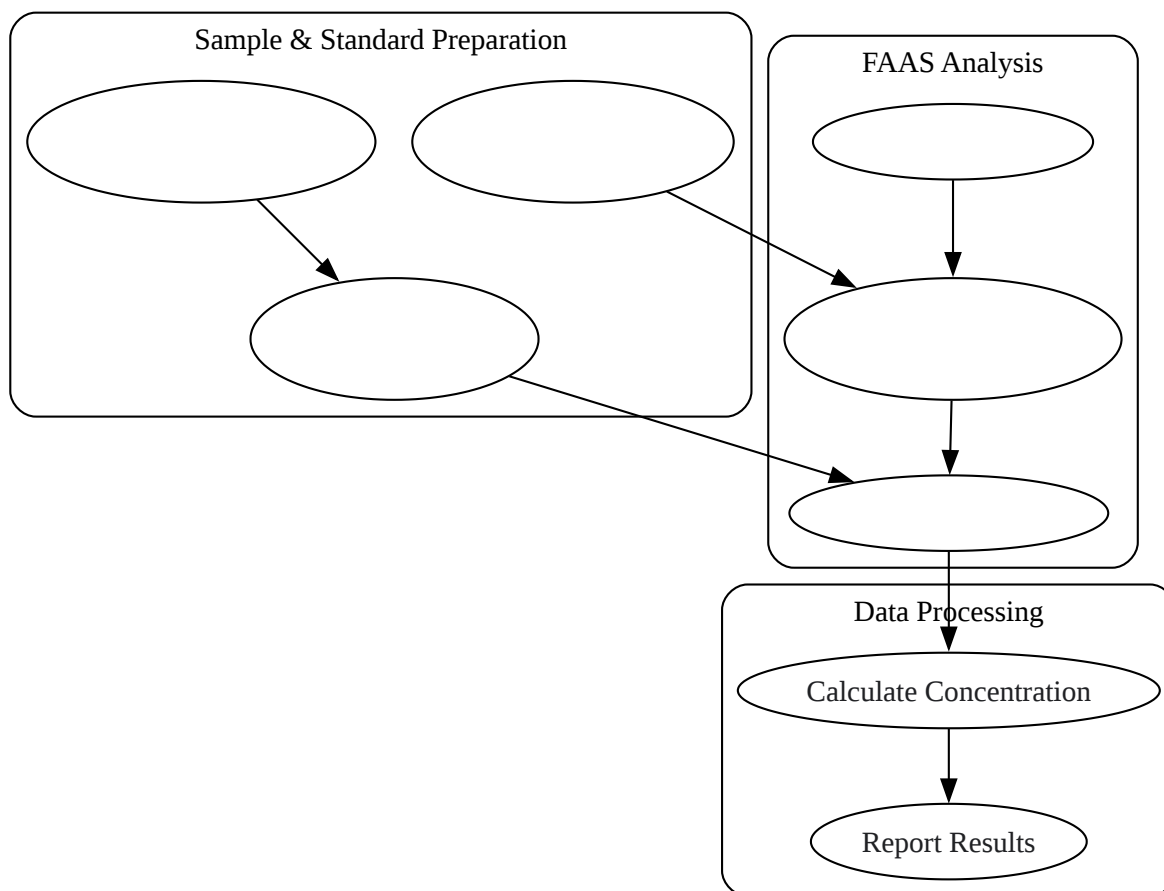 Sample & Standard Preparation
FAAS Analysis
Data Processing
Calculate Concentration
Report Results